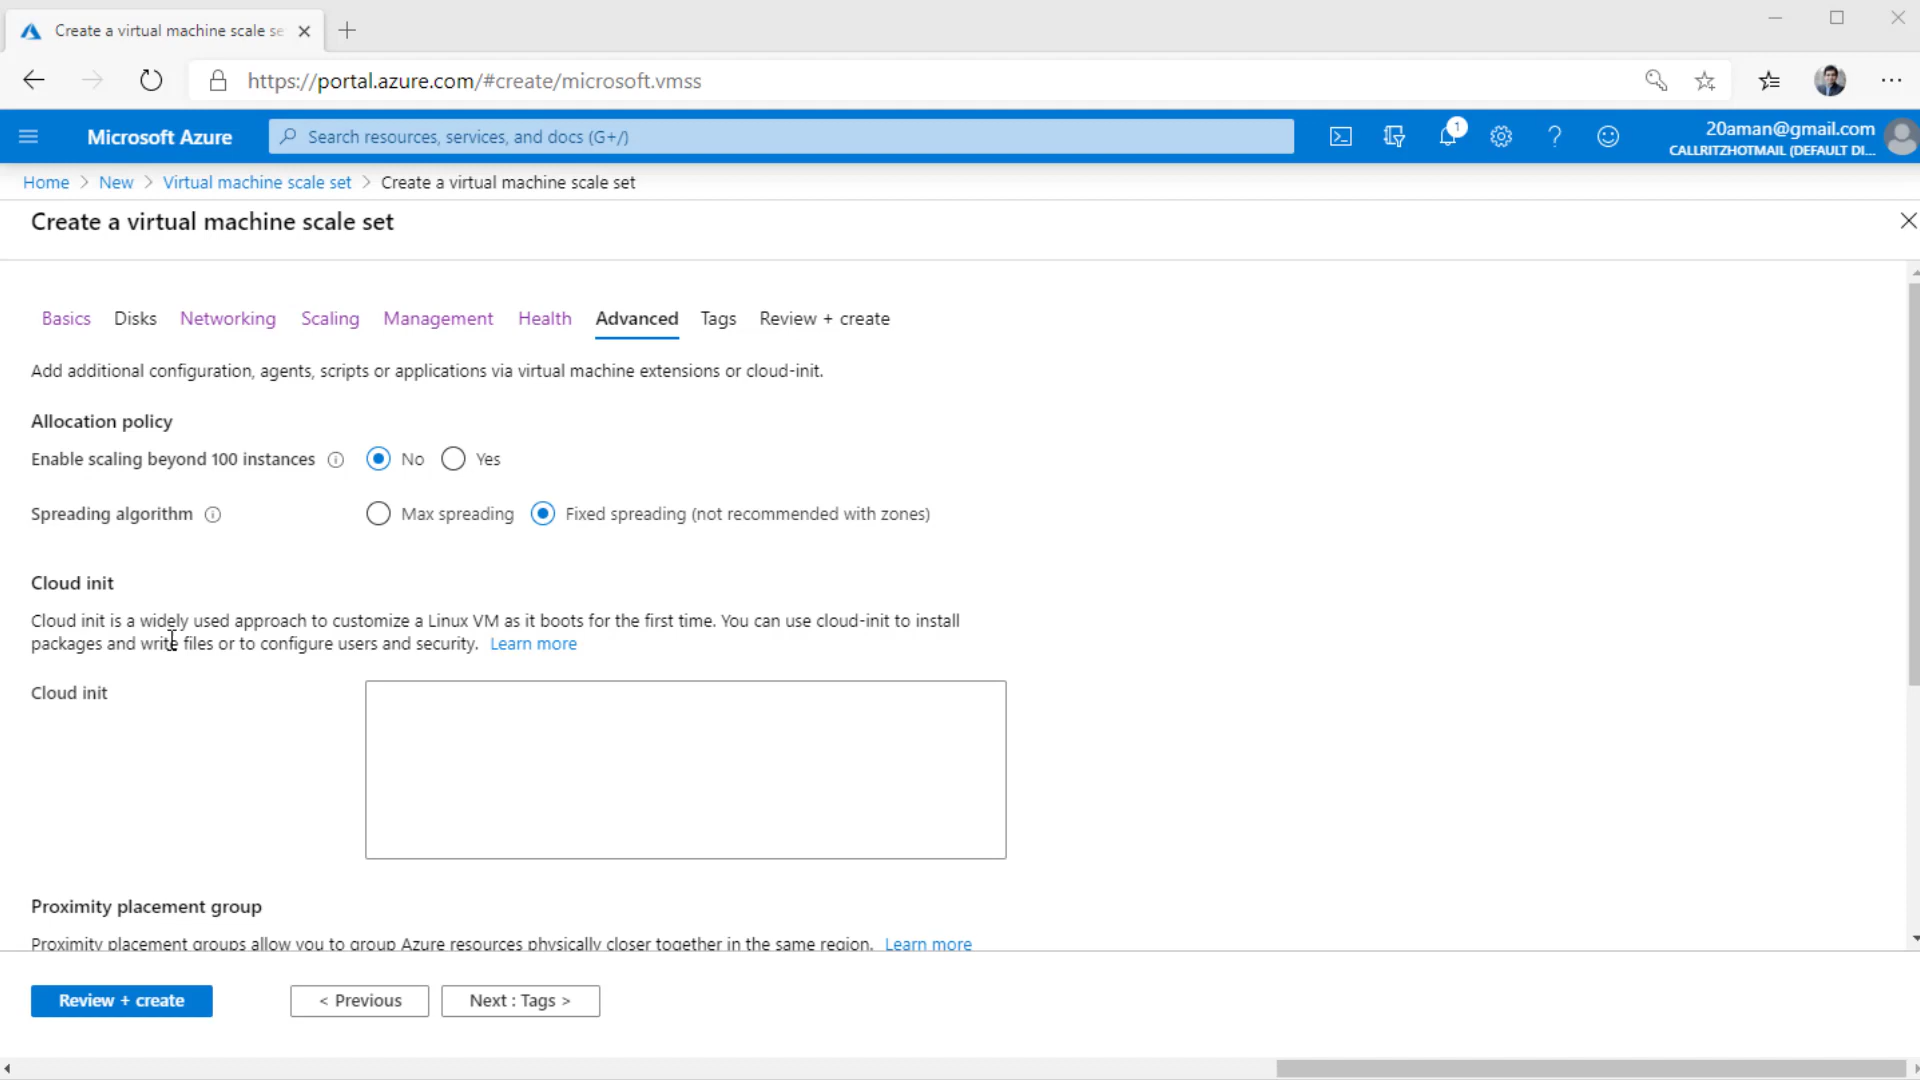 Create a virtual machine scale se
https://portal.azure.com/#create/microsoft.vmss
Microsoft Azure
Search resources, services, and docs (G+/)
1
20aman@gmail.com
CALLRITZHOTMAIL (DEFAULT DI...
Home > New > Virtual machine scale set > Create a virtual machine scale set
Create a virtual machine scale set
Basics Disks Networking Scaling Management Health Advanced Tags Review + create
Add additional configuration, agents, scripts or applications via virtual machine extensions or cloud-init.
Allocation policy
Enable scaling beyond 100 instances No Yes
Spreading algorithm Max spreading Fixed spreading (not recommended with zones)
Cloud init
Cloud init is a widely used approach to customize a Linux VM as it boots for the first time. You can use cloud-init to install
packages and write files or to configure users and security. Learn more
Cloud init
Proximity placement group
Proximity placement groups allow you to group Azure resources physically closer together in the same region. Learn more
Review + create < Previous Next : Tags >